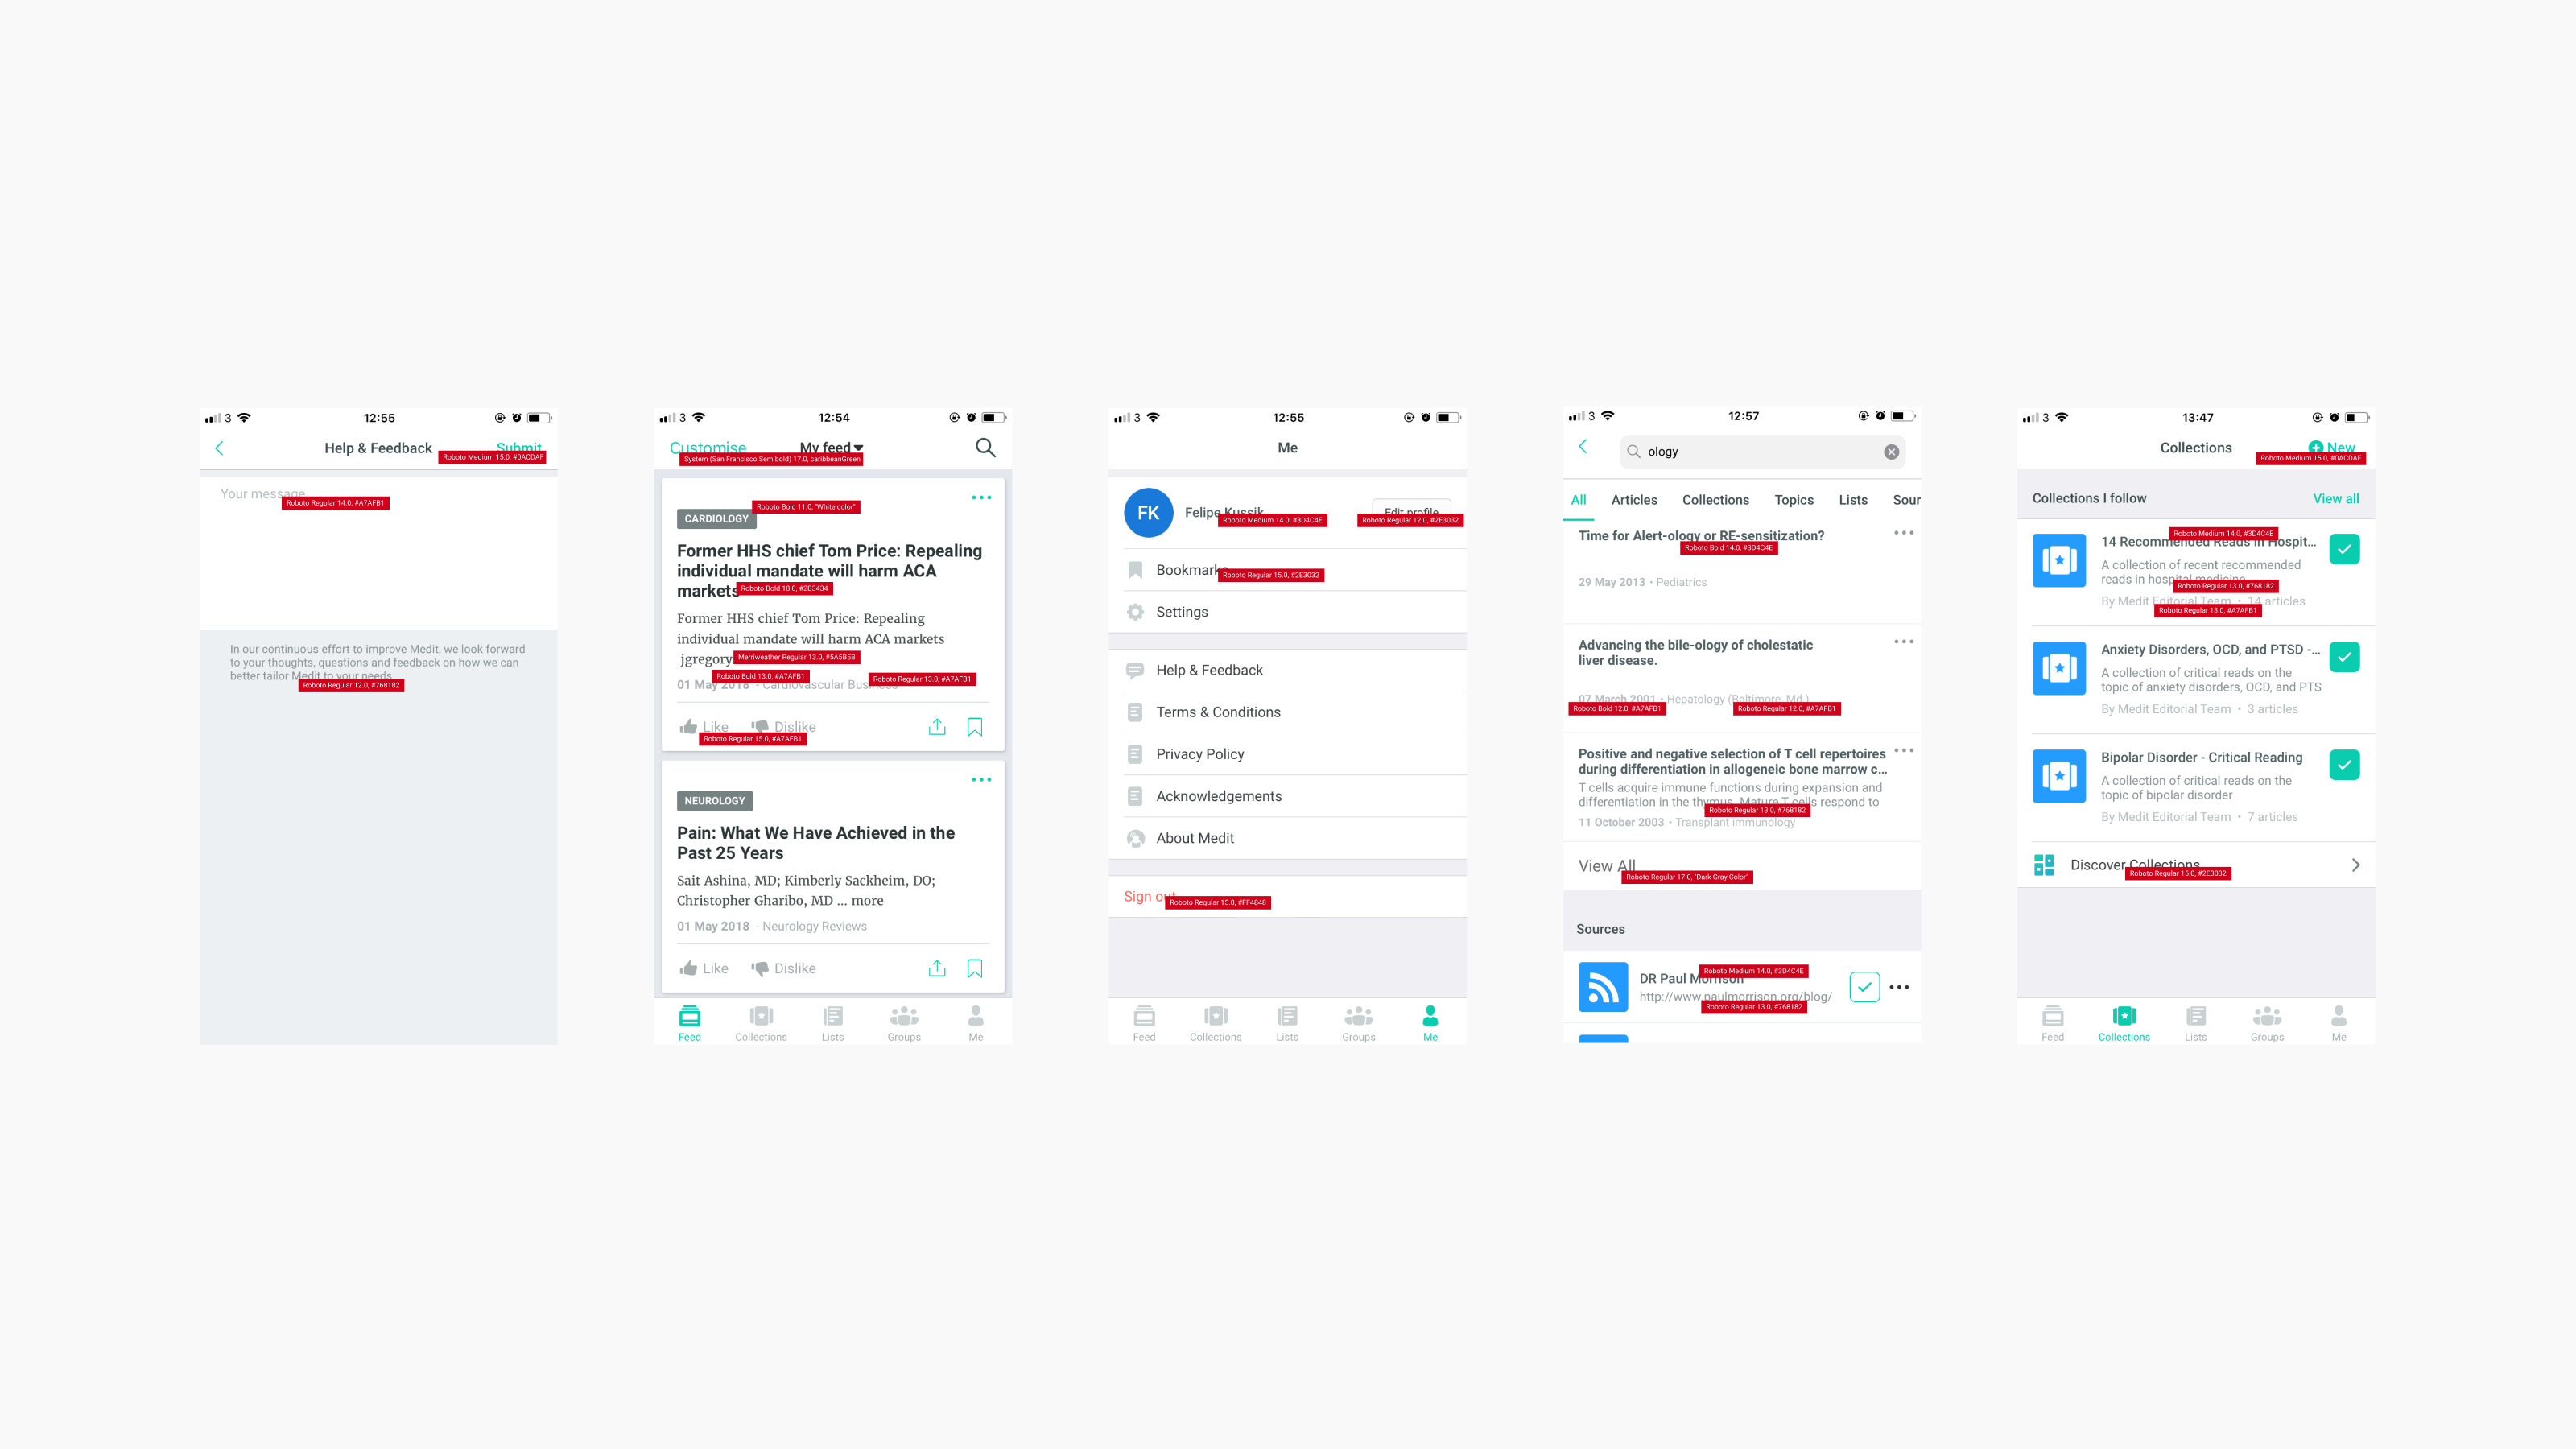 3
12:55
Help & Feedback
Submit
Roboto Medium 15.0, #0ACDAF
Your message
Roboto Regular 14.0, #A7AFB1
In our continuous effort to improve Medit, we look forward
to your thoughts, questions and feedback on how we can
better tailor Medit to your needs
Roboto Regular 12.0, #768182
3
12:54
Customise
My feed
System (San Francisco Semibold) 17.0, caribbeanGreen
Roboto Bold 11.0, "White color"
CARDIOLOGY
Former HHS chief Tom Price: Repealing
individual mandate will harm ACA
markets
Roboto Bold 18.0, #2B3434
Former HHS chief Tom Price: Repealing
individual mandate will harm ACA markets
jgregory
Merriweather Regular 13.0, #5A5B5B
Roboto Bold 13.0, #A7AFB1
Roboto Regular 13.0, #A7AFB1
01 May 2018 - Cardiovascular Business
Like
Dislike
Roboto Regular 15.0, #A7AFB1
NEUROLOGY
Pain: What We Have Achieved in the
Past 25 Years
Sait Ashina, MD; Kimberly Sackheim, DO;
Christopher Gharibo, MD ... more
01 May 2018 - Neurology Reviews
Like
Dislike
Feed
Collections
Lists
Groups
Me
3
12:55
Me
FK
Felipe Kussik
Roboto Medium 14.0, #3D4C4E
Edit profile
Roboto Regular 12.0, #2E3032
Bookmarks
Roboto Regular 15.0, #2E3032
Settings
Help & Feedback
Terms & Conditions
Privacy Policy
Acknowledgements
About Medit
Sign out
Roboto Regular 15.0, #FF4848
Feed
Collections
Lists
Groups
Me
3
12:57
ology
All
Articles
Collections
Topics
Lists
Sour
Time for Alert-ology or RE-sensitization?
Roboto Bold 14.0, #3D4C4E
29 May 2013 • Pediatrics
Advancing the bile-ology of cholestatic
liver disease.
07 March 2001 • Hepatology (Baltimore, Md.)
Roboto Bold 12.0, #A7AFB1
Roboto Regular 12.0, #A7AFB1
Positive and negative selection of T cell repertoires
during differentiation in allogeneic bone marrow c...
T cells acquire immune functions during expansion and
differentiation in the thymus. Mature T cells respond to
Roboto Regular 13.0, #768182
11 October 2003 • Transplant immunology
View All
Roboto Regular 17.0, "Dark Gray Color"
Sources
Roboto Medium 14.0, #3D4C4E
DR Paul Morrison
http://www.paulmorrison.org/blog/
Roboto Regular 13.0, #768182
3
13:47
Collections
New
Roboto Medium 15.0, #0ACDAF
Collections I follow
View all
Roboto Medium 14.0, #3D4C4E
14 Recommended Reads in Hospit...
A collection of recent recommended
reads in hospital medicine
Roboto Regular 13.0, #768182
By Medit Editorial Team • 14 articles
Roboto Regular 13.0, #A7AFB1
Anxiety Disorders, OCD, and PTSD -...
A collection of critical reads on the
topic of anxiety disorders, OCD, and PTS
By Medit Editorial Team • 3 articles
Bipolar Disorder - Critical Reading
A collection of critical reads on the
topic of bipolar disorder
By Medit Editorial Team • 7 articles
Discover Collections
Roboto Regular 15.0, #2E3032
Feed
Collections
Lists
Groups
Me